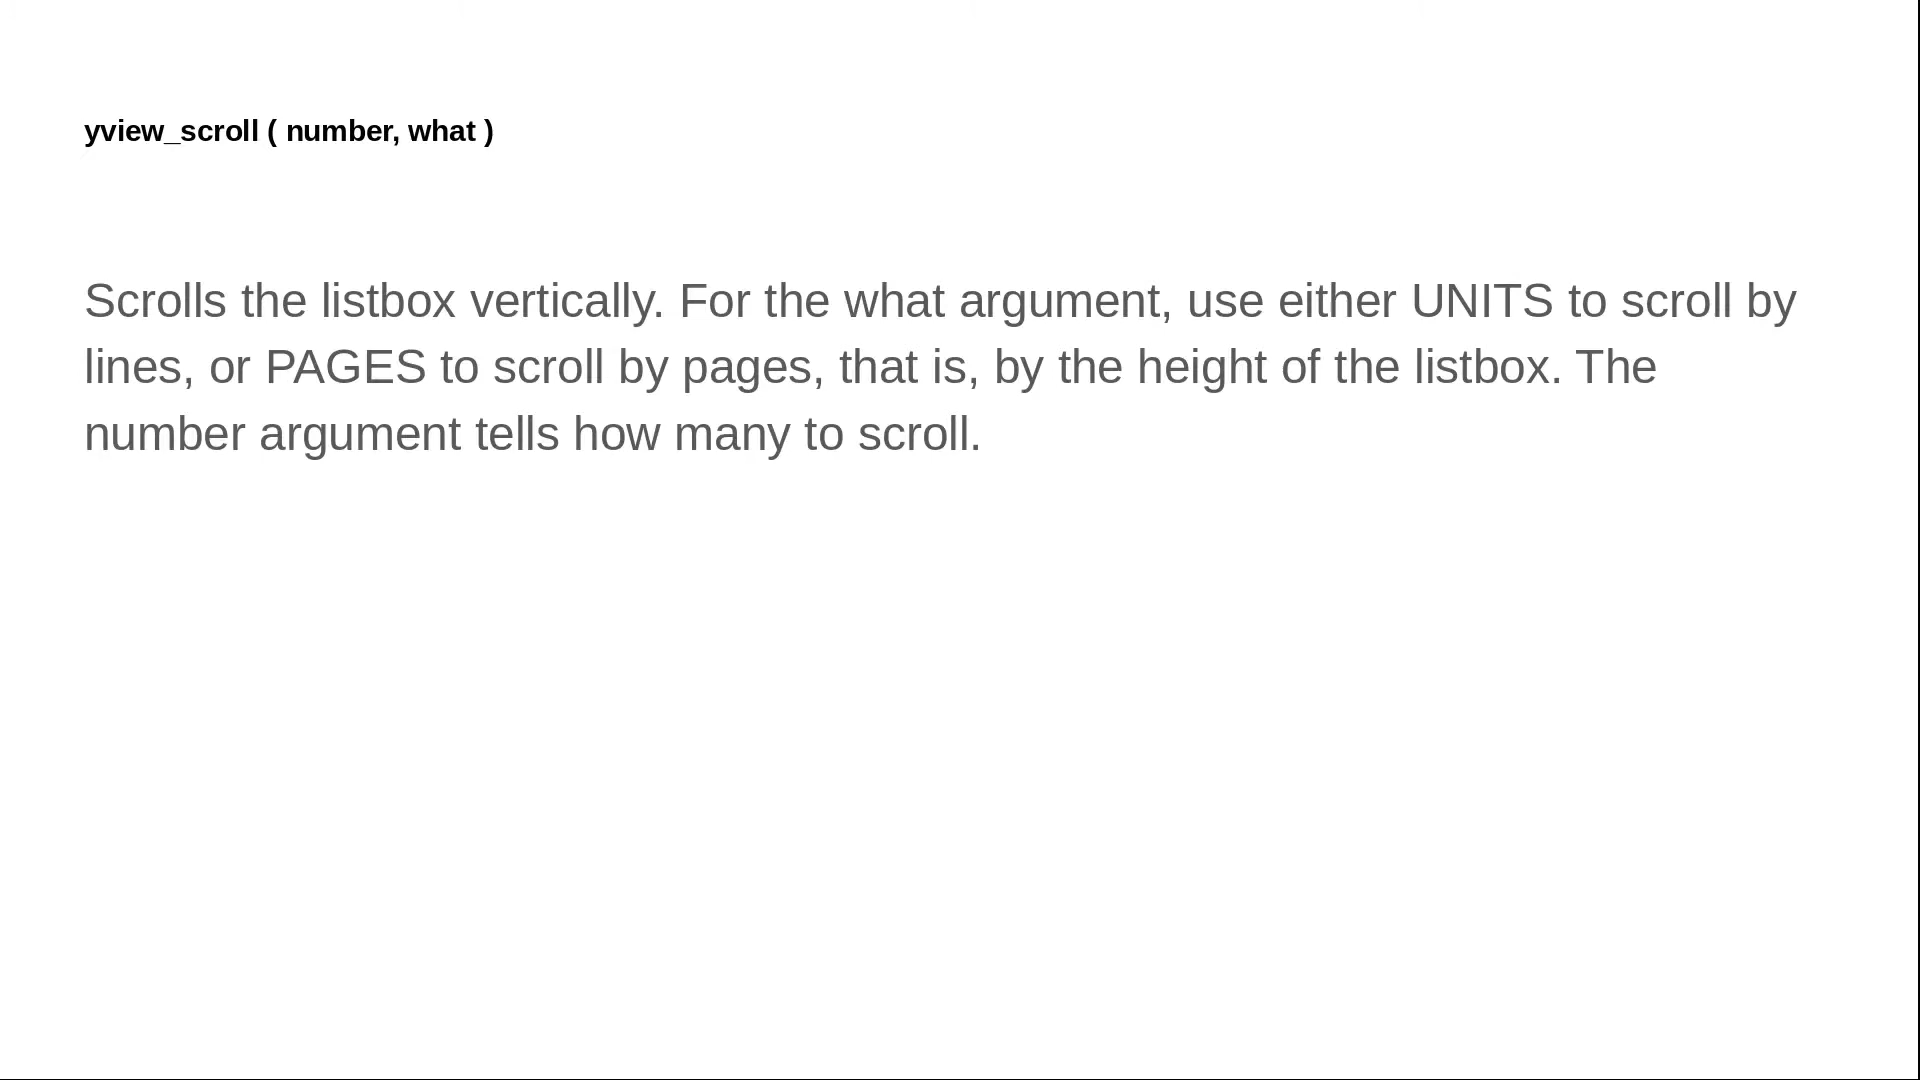 yview_scroll ( number, what )
Scrolls the listbox vertically. For the what argument, use either UNITS to scroll by
lines, or PAGES to scroll by pages, that is, by the height of the listbox. The
number argument tells how many to scroll.